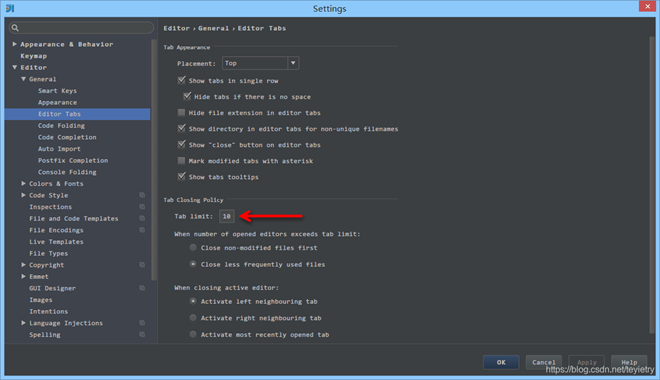 Settings
Editor › General › Editor Tabs
Appearance & Behavior
Keymap
Editor
General
Smart Keys
Appearance
Editor Tabs
Code Folding
Code Completion
Auto Import
Postfix Completion
Console Folding
Colors & Fonts
Code Style
Inspections
File and Code Templates
File Encodings
Live Templates
File Types
Copyright
Emmet
GUI Designer
Images
Intentions
Language Injections
Spelling
Tab Appearance
Placement: Top
Show tabs in single row
Hide tabs if there is no space
Hide file extension in editor tabs
Show directory in editor tabs for non-unique filenames
Show "close" button on editor tabs
Mark modified tabs with asterisk
Show tabs tooltips
Tab Closing Policy
Tab limit: 10
When number of opened editors exceeds tab limit:
Close non-modified files first
Close less frequently used files
When closing active editor:
Activate left neighbouring tab
Activate right neighbouring tab
Activate most recently opened tab
OK Cancel Apply Help
https://blog.csdn.net/teyietry